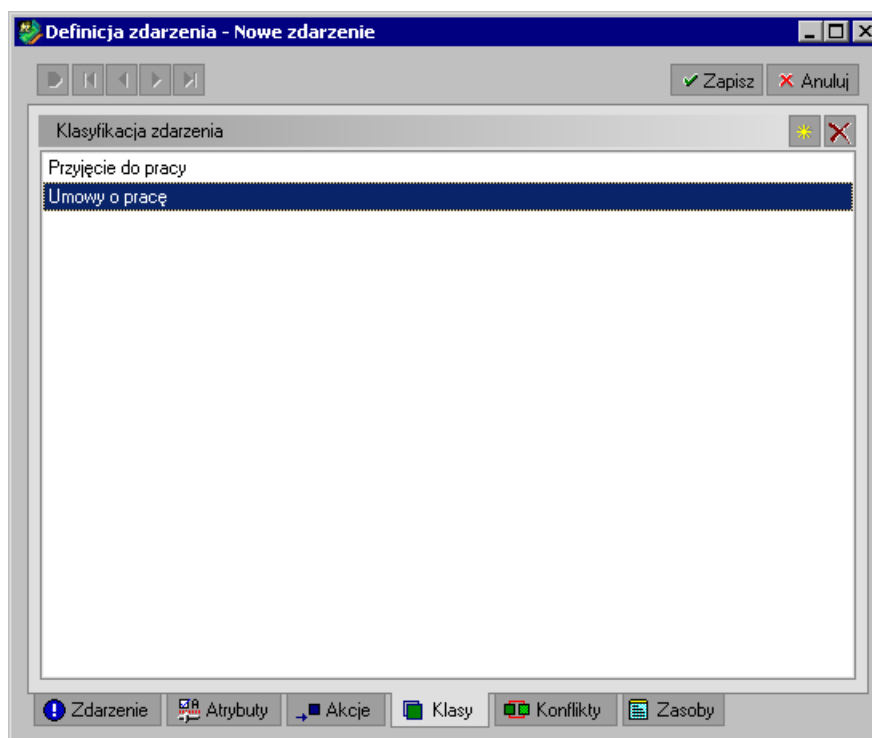 Definicja zdarzenia - Nowe zdarzenie
Zapisz Anuluj
Klasyfikacja zdarzenia
Przyjęcie do pracy
Umowy o pracę
Zdarzenie Atrybuty Akcje Klasy Konflikty Zasoby